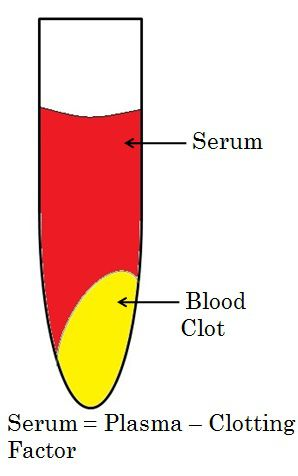 Serum
Blood
Clot
Serum = Plasma – Clotting
Factor